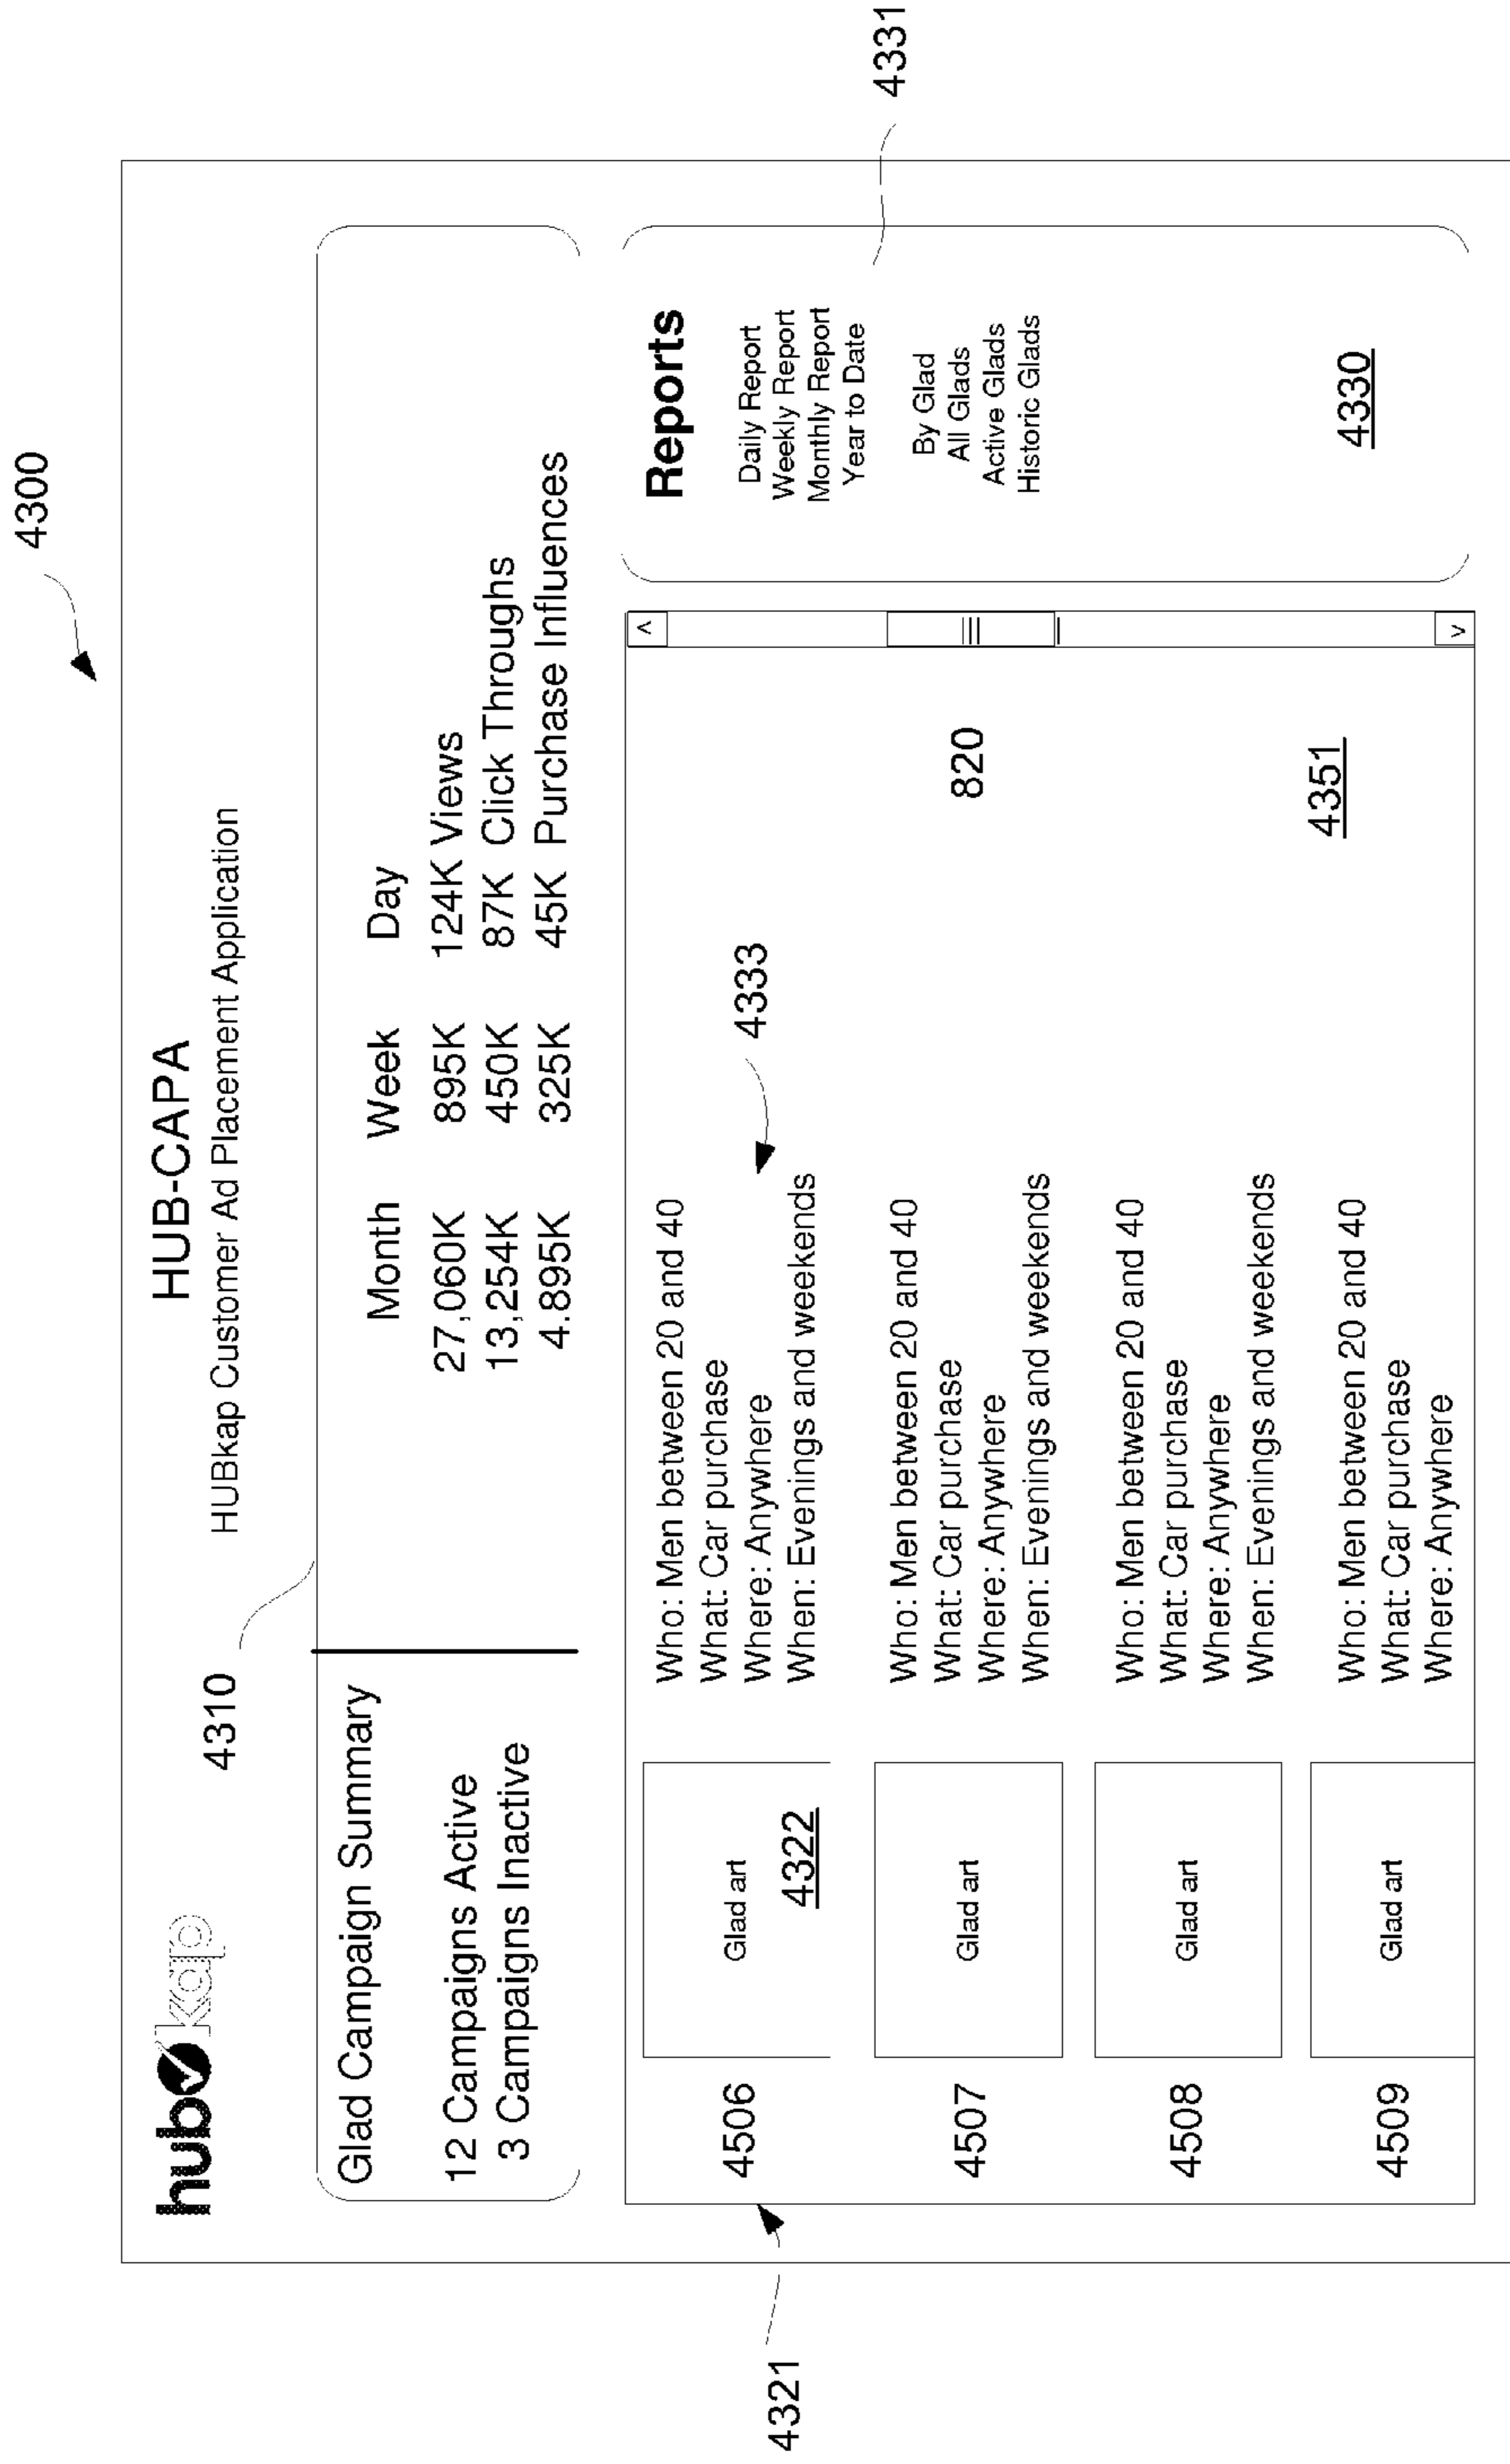 4300
hubkap
HUB-CAPA
HUBkap Customer Ad Placement Application
4310
Glad Campaign Summary
12 Campaigns Active
3 Campaigns Inactive
Month Week Day
27,060K 895K 124K Views
13,254K 450K 87K Click Throughs
4.895K 325K 45K Purchase Influences
4321
4506
Glad art
4322
Who: Men between 20 and 40
What: Car purchase
Where: Anywhere
When: Evenings and weekends
4333
4507
Glad art
Who: Men between 20 and 40
What: Car purchase
Where: Anywhere
When: Evenings and weekends
820
4508
Glad art
Who: Men between 20 and 40
What: Car purchase
Where: Anywhere
When: Evenings and weekends
4509
Glad art
Who: Men between 20 and 40
What: Car purchase
Where: Anywhere
4351
Reports
Daily Report
Weekly Report
Monthly Report
Year to Date
By Glad
All Glads
Active Glads
Historic Glads
4330
4331